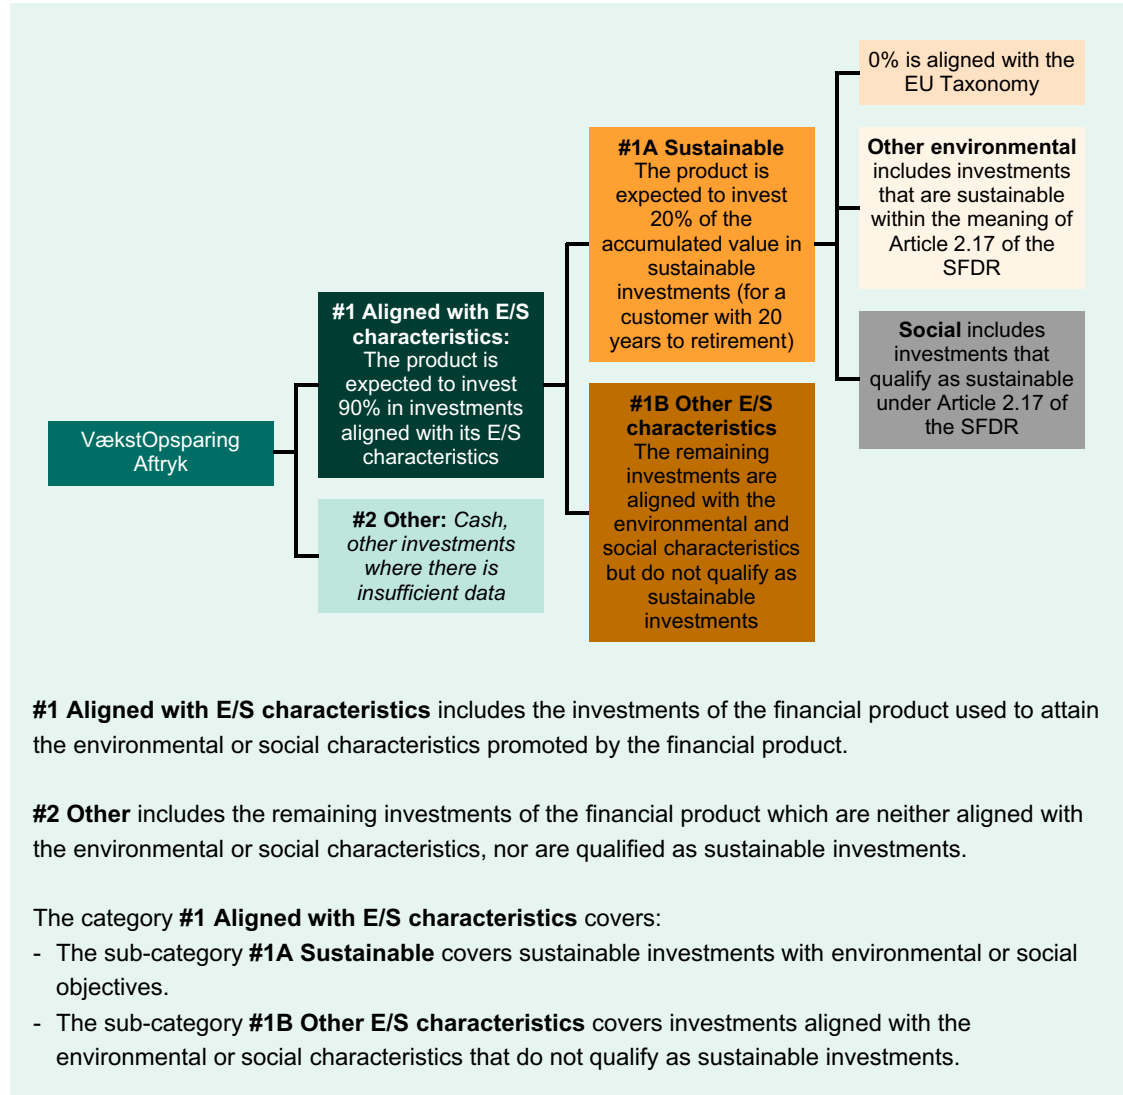 VækstOpsparing
Aftryk
#1 Aligned with E/S
characteristics:
The product is
expected to invest
90% in investments
aligned with its E/S
characteristics
#2 Other: Cash,
other investments
where there is
insufficient data
#1A Sustainable
The product is
expected to invest
20% of the
accumulated value in
sustainable
investments (for a
customer with 20
years to retirement)
#1B Other E/S
characteristics
The remaining
investments are
aligned with the
environmental and
social characteristics
but do not qualify as
sustainable
investments
0% is aligned with the
EU Taxonomy
Other environmental
includes investments
that are sustainable
within the meaning of
Article 2.17 of the
SFDR
Social includes
investments that
qualify as sustainable
under Article 2.17 of
the SFDR
#1 Aligned with E/S characteristics includes the investments of the financial product used to attain
the environmental or social characteristics promoted by the financial product.
#2 Other includes the remaining investments of the financial product which are neither aligned with
the environmental or social characteristics, nor are qualified as sustainable investments.
The category #1 Aligned with E/S characteristics covers:
- The sub-category #1A Sustainable covers sustainable investments with environmental or social
objectives.
- The sub-category #1B Other E/S characteristics covers investments aligned with the
environmental or social characteristics that do not qualify as sustainable investments.